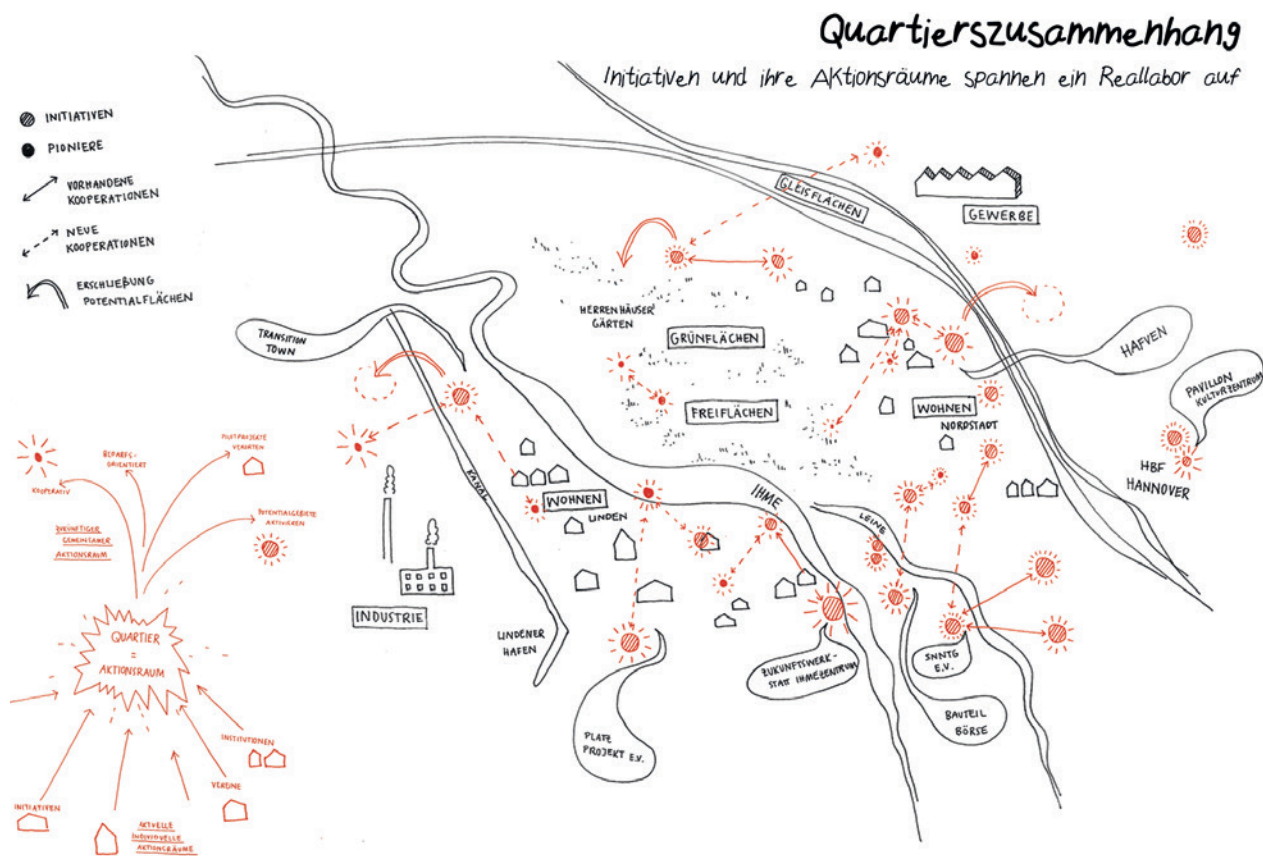 Quartierszusammenhang
Initiativen und ihre Aktionsräume spannen ein Reallabor auf
INITIATIVEN
PIONIERE
VORHANDENE
KOOPERATIONEN
NEUE
KOOPERATIONEN
ERSCHLIEßUNG
POTENTIALFLÄCHEN
GLEISFLÄCHEN
GEWERBE
HERRENHÄUSER
GÄRTEN
GRÜNFLÄCHEN
FREIFLÄCHEN
TRANSITION
TOWN
HAFVEN
PAVILLON
KULTURZENTRUM
WOHNEN
NORDSTADT
HBF
HANNOVER
KANAL
WOHNEN
LINDEN
IHME
LEINE
INDUSTRIE
LINDENER
HAFEN
PLATZ
PROJEKT E.V.
ZUKUNFTSWERK-
STATT IHMEZENTRUM
BAUTEIL
BÖRSE
SNNTG
E.V.
KOOPERATIV
BEDARFS-
ORIENTIERT
PILOTPROJEKTE
VERORTEN
POTENTIALGEBIETE
AKTIVIEREN
ZUKÜNFTIGER
GEMEINSAMER
AKTIONSRAUM
QUARTIER
=
AKTIONSRAUM
INSTITUTIONEN
VEREINE
INITIATIVEN
AKTUELLE
INDIVIDUELLE
AKTIONSRÄUME